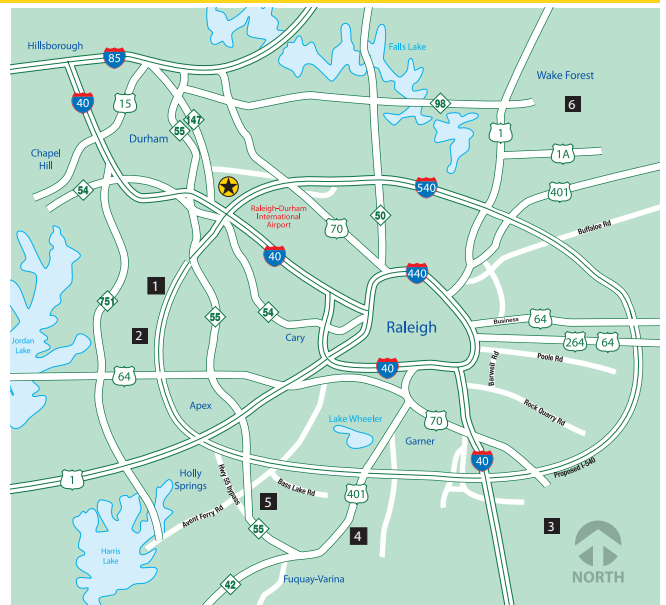 Hillsborough
85
Falls Lake
Wake Forest
40
15
98
6
147
55
1
Durham
Chapel
Hill
1A
54
540
401
Raleigh-Durham
International
Airport
50
70
Buffaloe Rd
40
440
1
751
55
54
Raleigh
Business
64
2
Jordan
Lake
Cary
264
64
Barwell Rd
Poole Rd
64
40
Apex
Rock Quarry Rd
Lake Wheeler
70
Garner
1
Holly
Springs
Hwy 55 bypass
Bass Lake Rd
40
Proposed I-540
5
401
Avent Ferry Rd
55
4
3
Harris
Lake
42
Fuquay-Varina
NORTH